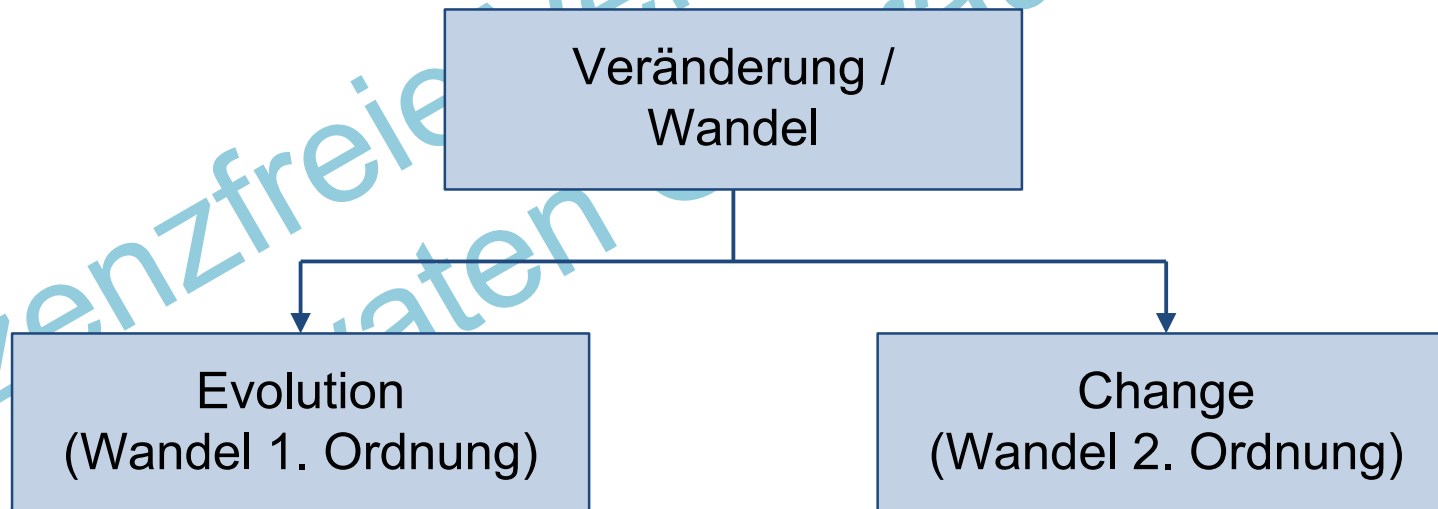 Veränderung /
Wandel
Evolution
(Wandel 1. Ordnung)
Change
(Wandel 2. Ordnung)